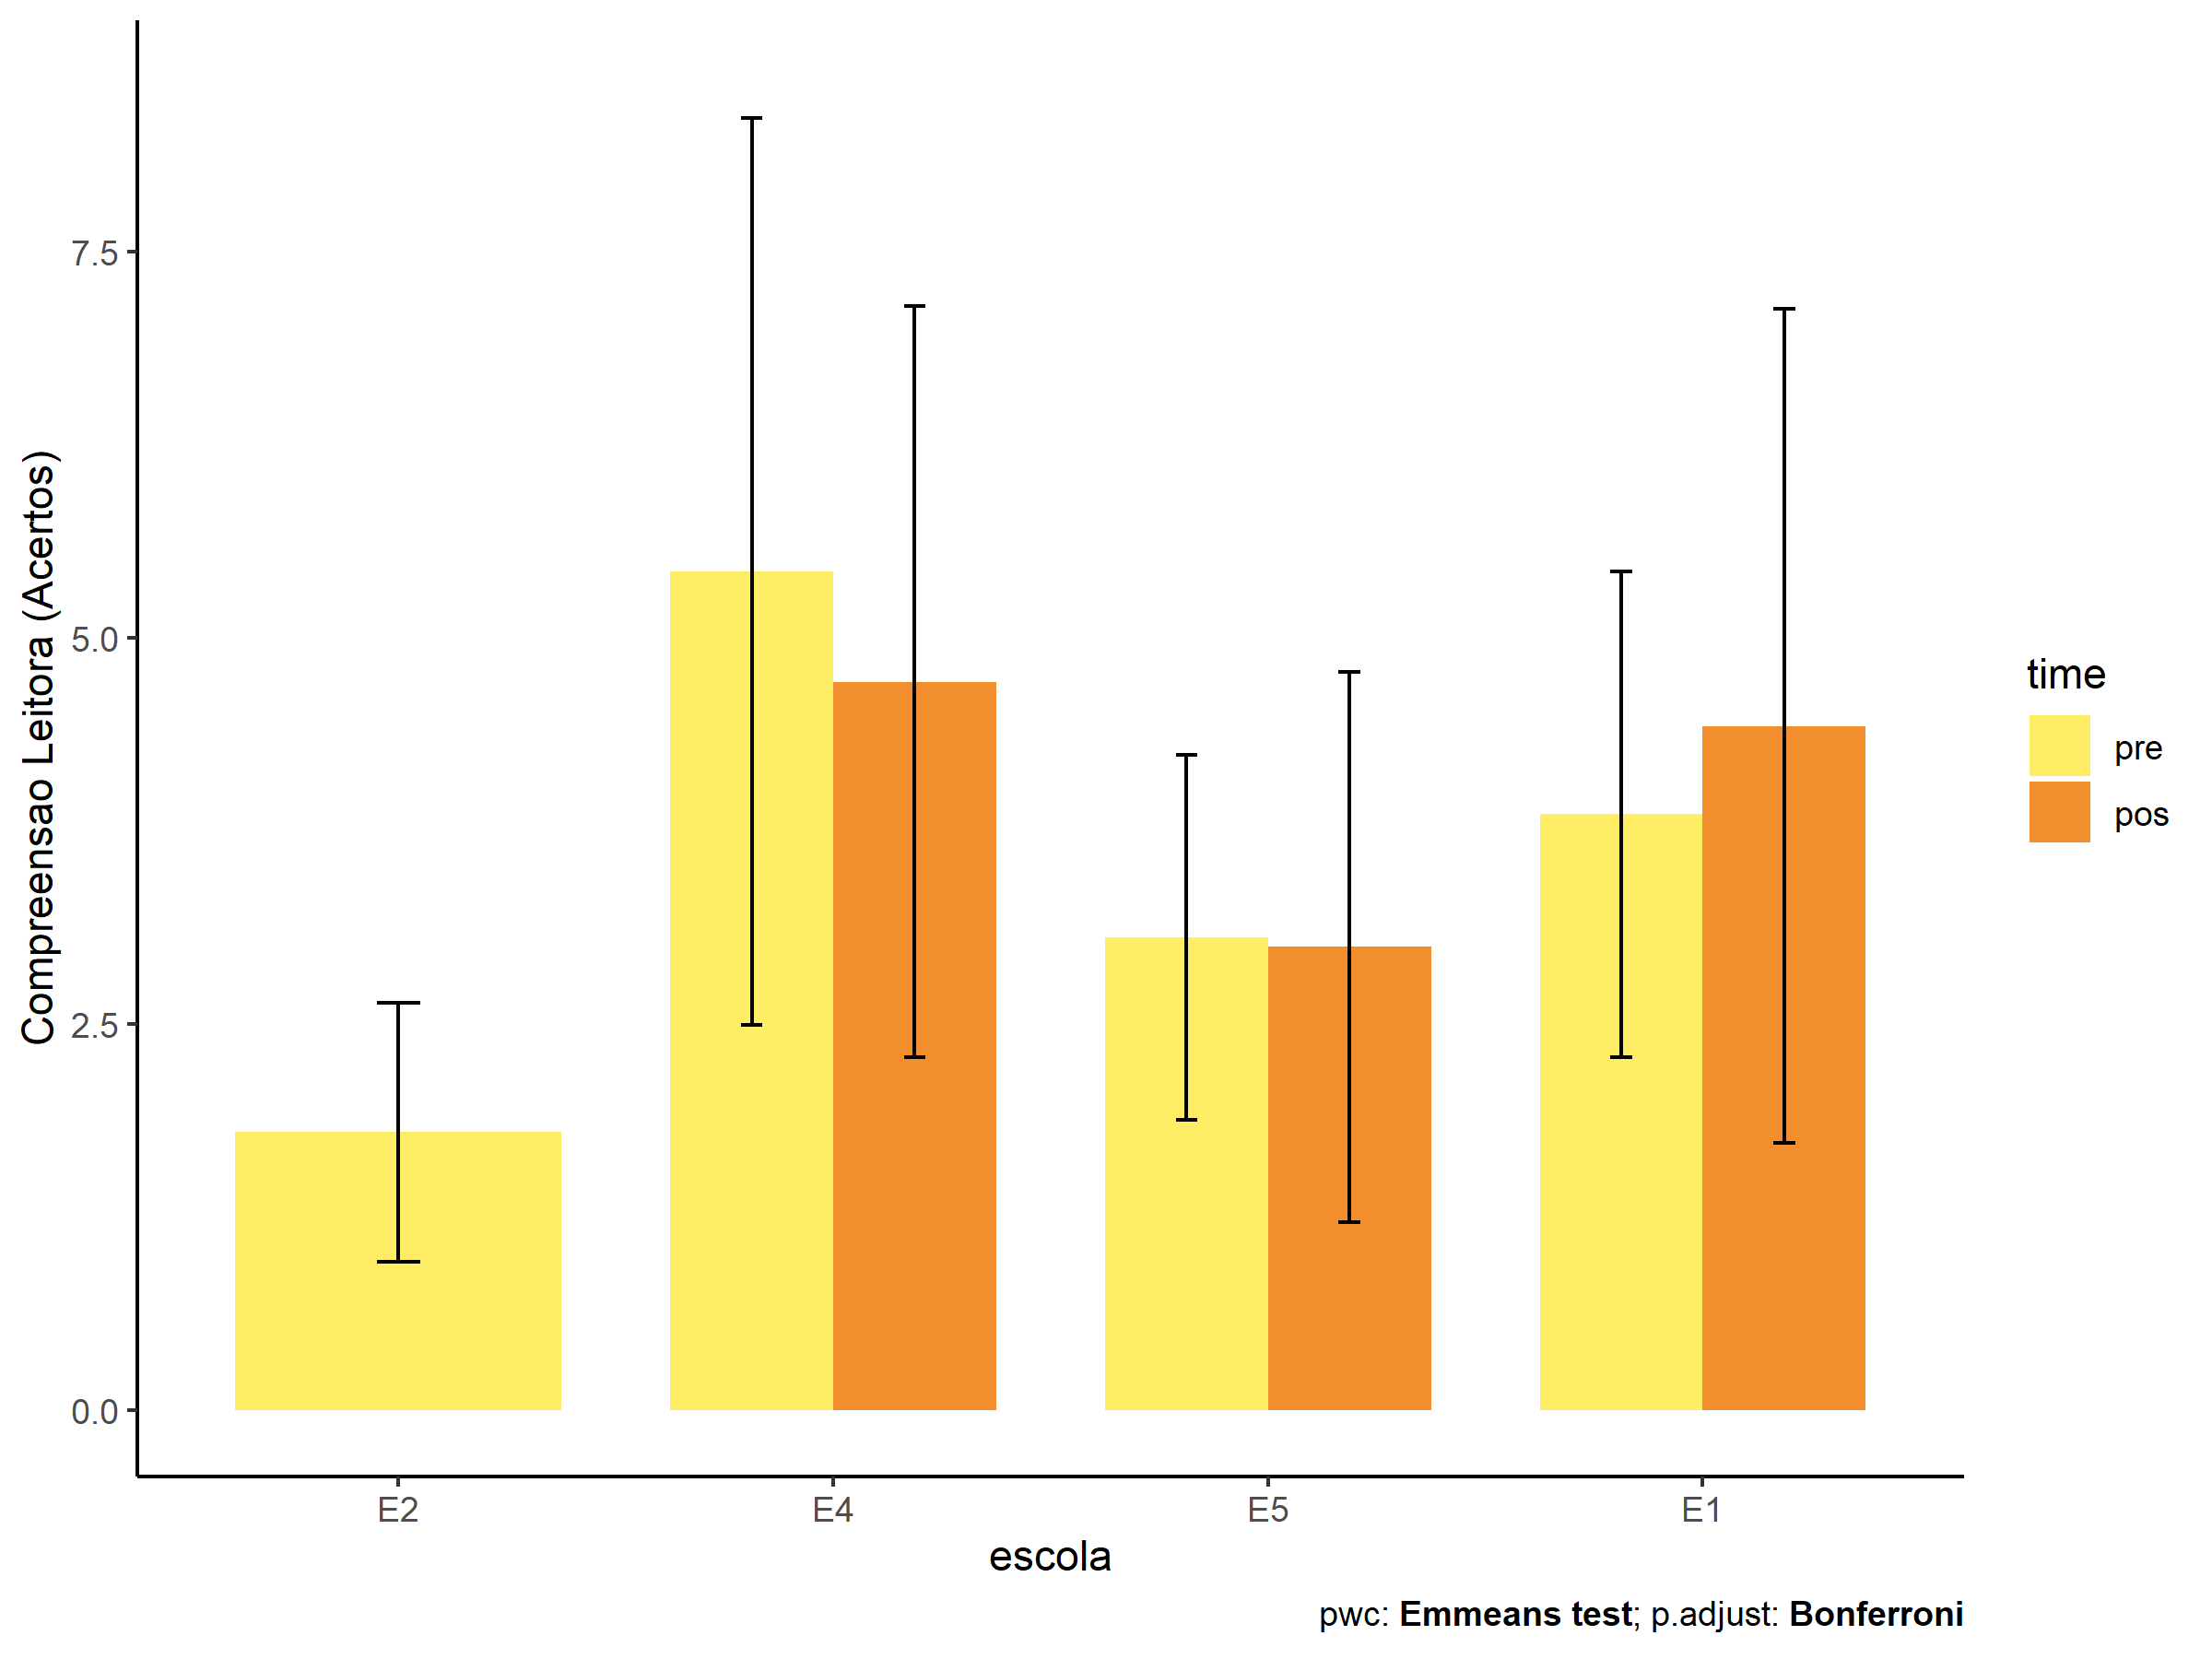 Compreensao Leitora (Acertos)
7.5
5.0
2.5
0.0
E2
E4
E5
E1
escola
time
pre
pos
pwc: Emmeans test; p.adjust: Bonferroni